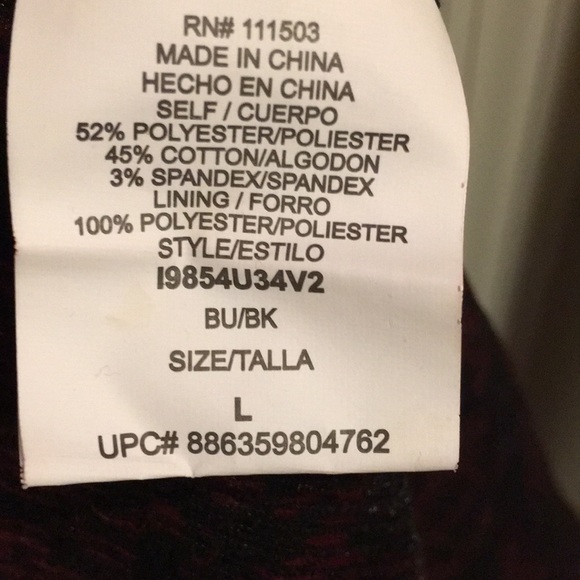 RN# 111503
MADE IN CHINA
HECHO EN CHINA
SELF / CUERPO
52% POLYESTER/POLIESTER
45% COTTON/ALGODON
3% SPANDEX/SPANDEX
LINING / FORRO
100% POLYESTER/POLIESTER
STYLE/ESTILO
I9854U34V2
BU/BK
SIZE/TALLA
L
UPC# 886359804762